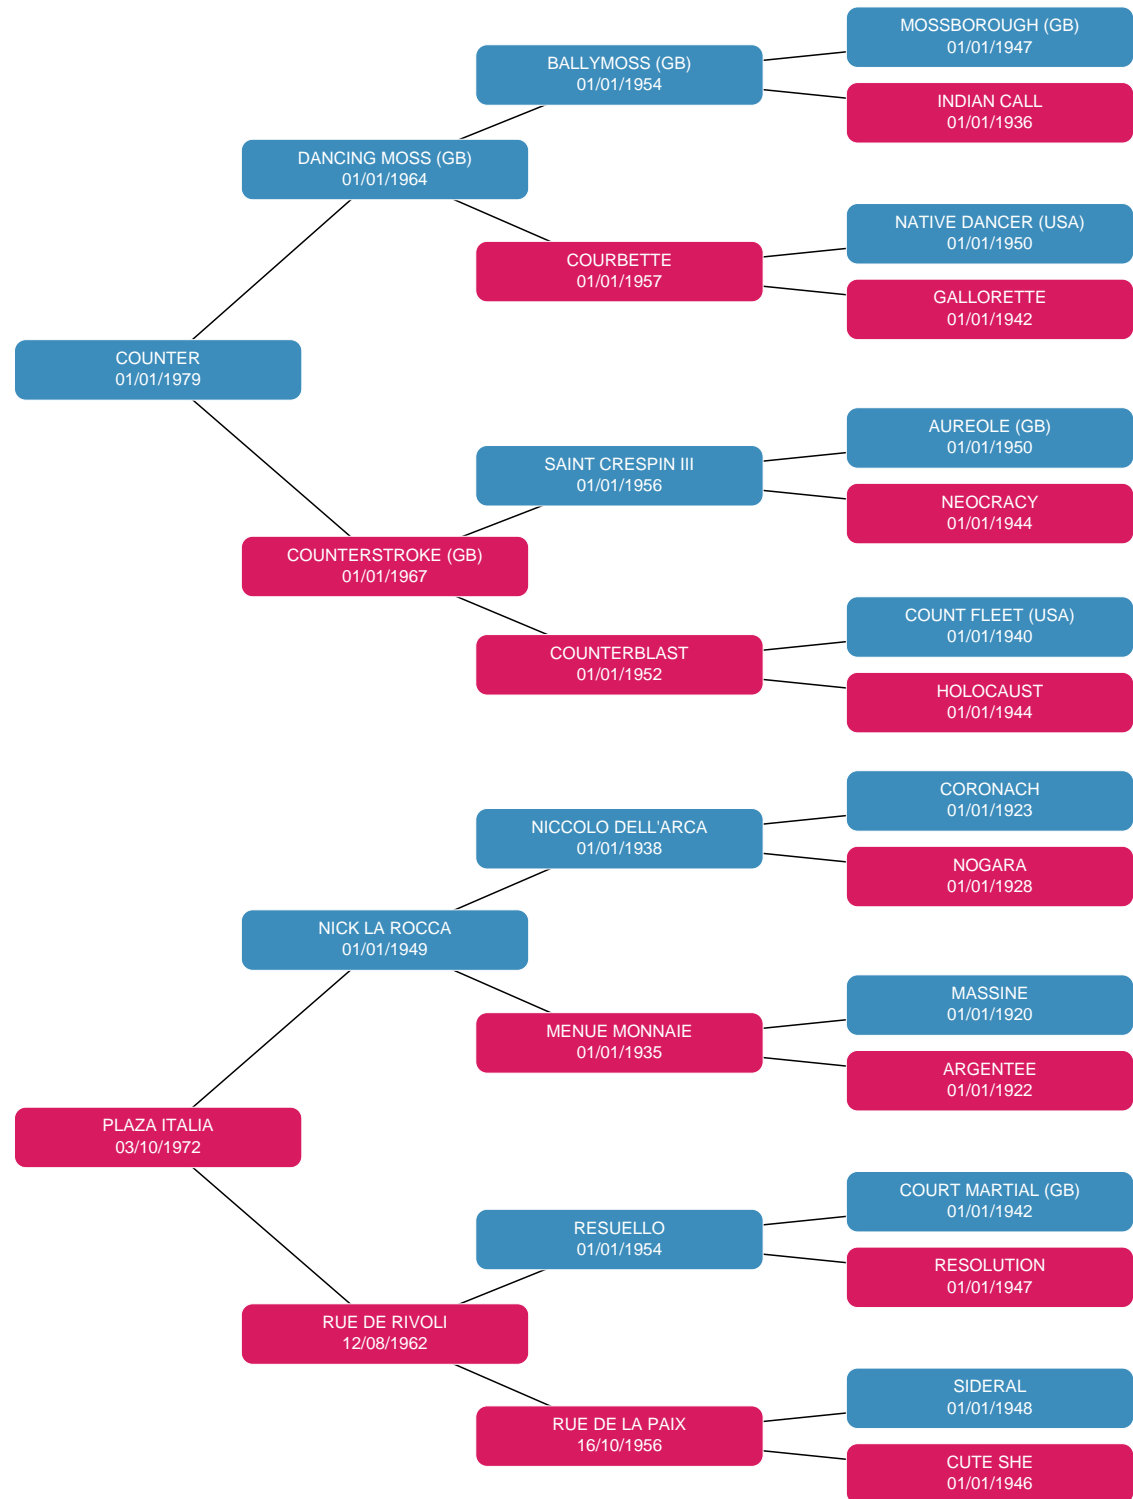 MOSSBOROUGH (GB)
01/01/1947
BALLYMOSS (GB)
01/01/1954
INDIAN CALL
01/01/1936
DANCING MOSS (GB)
01/01/1964
NATIVE DANCER (USA)
01/01/1950
COURBETTE
01/01/1957
GALLORETTE
01/01/1942
COUNTER
01/01/1979
AUREOLE (GB)
01/01/1950
SAINT CRESPIN III
01/01/1956
NEOCRACY
01/01/1944
COUNTERSTROKE (GB)
01/01/1967
COUNT FLEET (USA)
01/01/1940
COUNTERBLAST
01/01/1952
HOLOCAUST
01/01/1944
CORONACH
01/01/1923
NICCOLO DELL'ARCA
01/01/1938
NOGARA
01/01/1928
NICK LA ROCCA
01/01/1949
MASSINE
01/01/1920
MENUE MONNAIE
01/01/1935
ARGENTEE
01/01/1922
PLAZA ITALIA
03/10/1972
COURT MARTIAL (GB)
01/01/1942
RESUELLO
01/01/1954
RESOLUTION
01/01/1947
RUE DE RIVOLI
12/08/1962
SIDERAL
01/01/1948
RUE DE LA PAIX
16/10/1956
CUTE SHE
01/01/1946